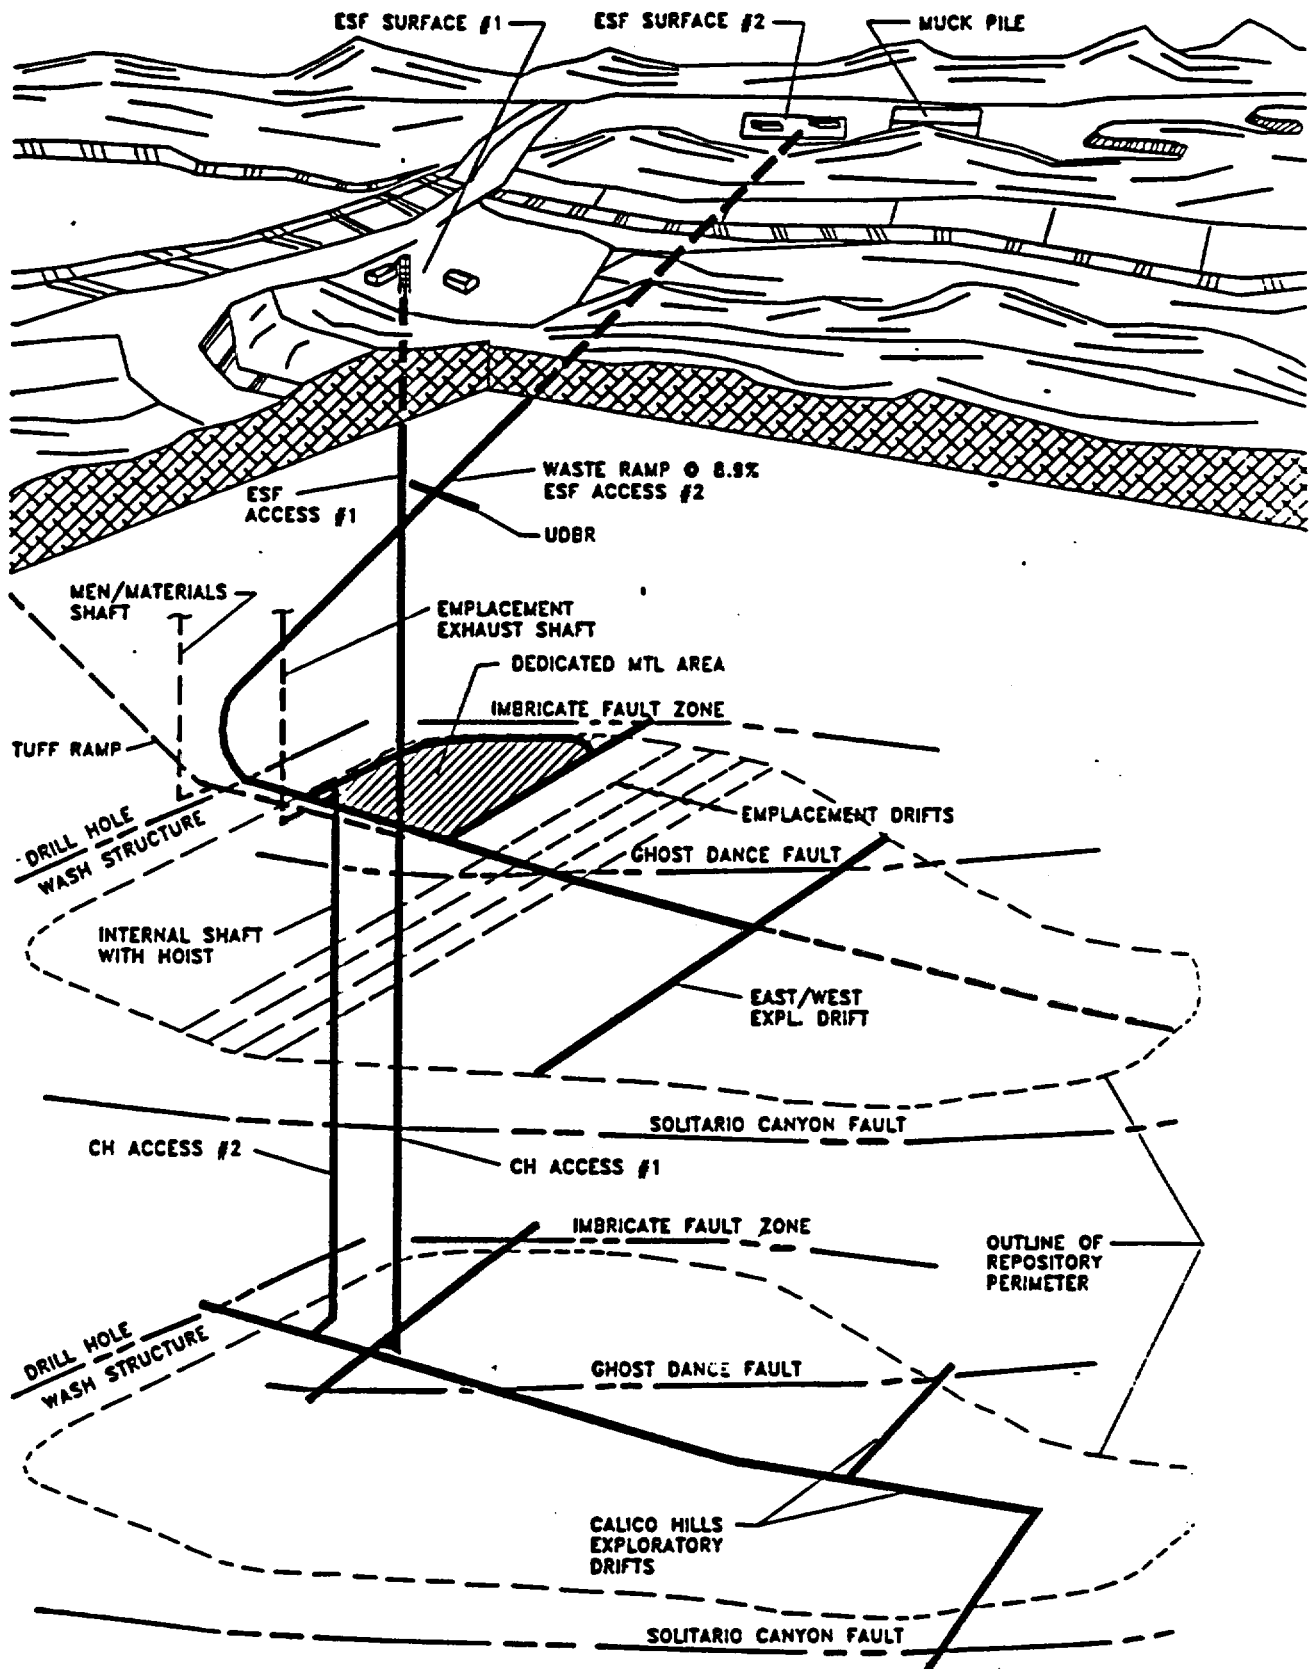 ESF SURFACE #1
ESF SURFACE #2
MUCK PILE
WASTE RAMP @ 8.9%
ESF ACCESS #2
ESF
ACCESS #1
UDBR
MEN/MATERIALS
SHAFT
EMPLACEMENT
EXHAUST SHAFT
DEDICATED MTL AREA
IMBRICATE FAULT ZONE
TUFF RAMP
EMPLACEMENT DRIFTS
DRILL HOLE
WASH STRUCTURE
GHOST DANCE FAULT
INTERNAL SHAFT
WITH HOIST
EAST/WEST
EXPL. DRIFT
SOLITARIO CANYON FAULT
CH ACCESS #2
CH ACCESS #1
IMBRICATE FAULT ZONE
OUTLINE OF
REPOSITORY
PERIMETER
DRILL HOLE
WASH STRUCTURE
GHOST DANCE FAULT
CALICO HILLS
EXPLORATORY
DRIFTS
SOLITARIO CANYON FAULT